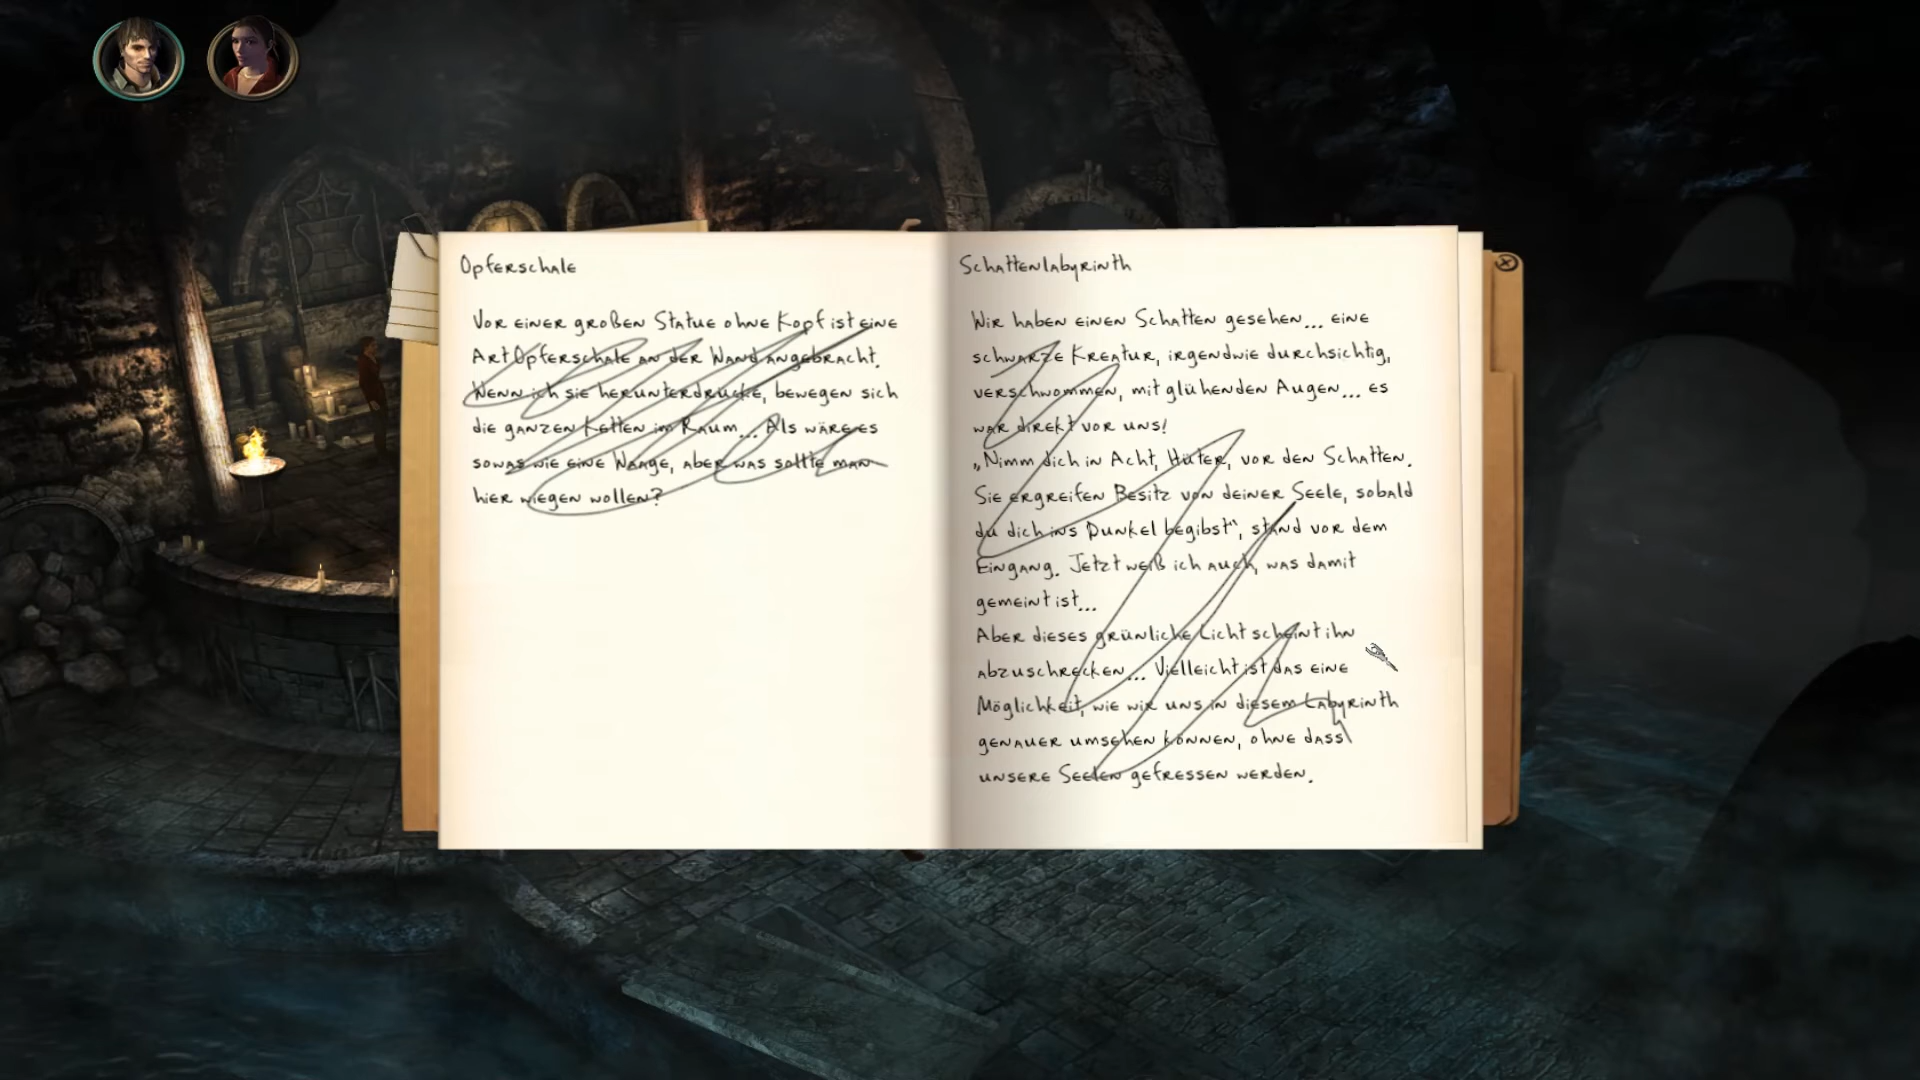 Opferschale
Vor einer großen Statue ohne Kopf ist eine
Art Opferschale an der Wand angebracht.
Wenn ich sie herunterdrücke, bewegen sich
die ganzen Ketten im Raum... Als wäre es
sowas wie eine Waage, aber was sollte man
hier wiegen wollen?
Schattenlabyrinth
Wir haben einen Schatten gesehen... eine
schwarze Kreatur, irgendwie durchsichtig,
verschwommen, mit glühenden Augen... es
war direkt vor uns!
„Nimm dich in Acht, Hüter, vor den Schatten.
Sie ergreifen Besitz von deiner Seele, sobald
du dich ins Dunkel begibst“, stand vor dem
Eingang. Jetzt weiß ich auch, was damit
gemeint ist...
Aber dieses grünliche Licht scheint ihn
abzuschrecken... Vielleicht ist das eine
Möglichkeit, wie wir uns in diesem Labyrinth
genauer umsehen können, ohne dass
unsere Seelen gefressen werden.